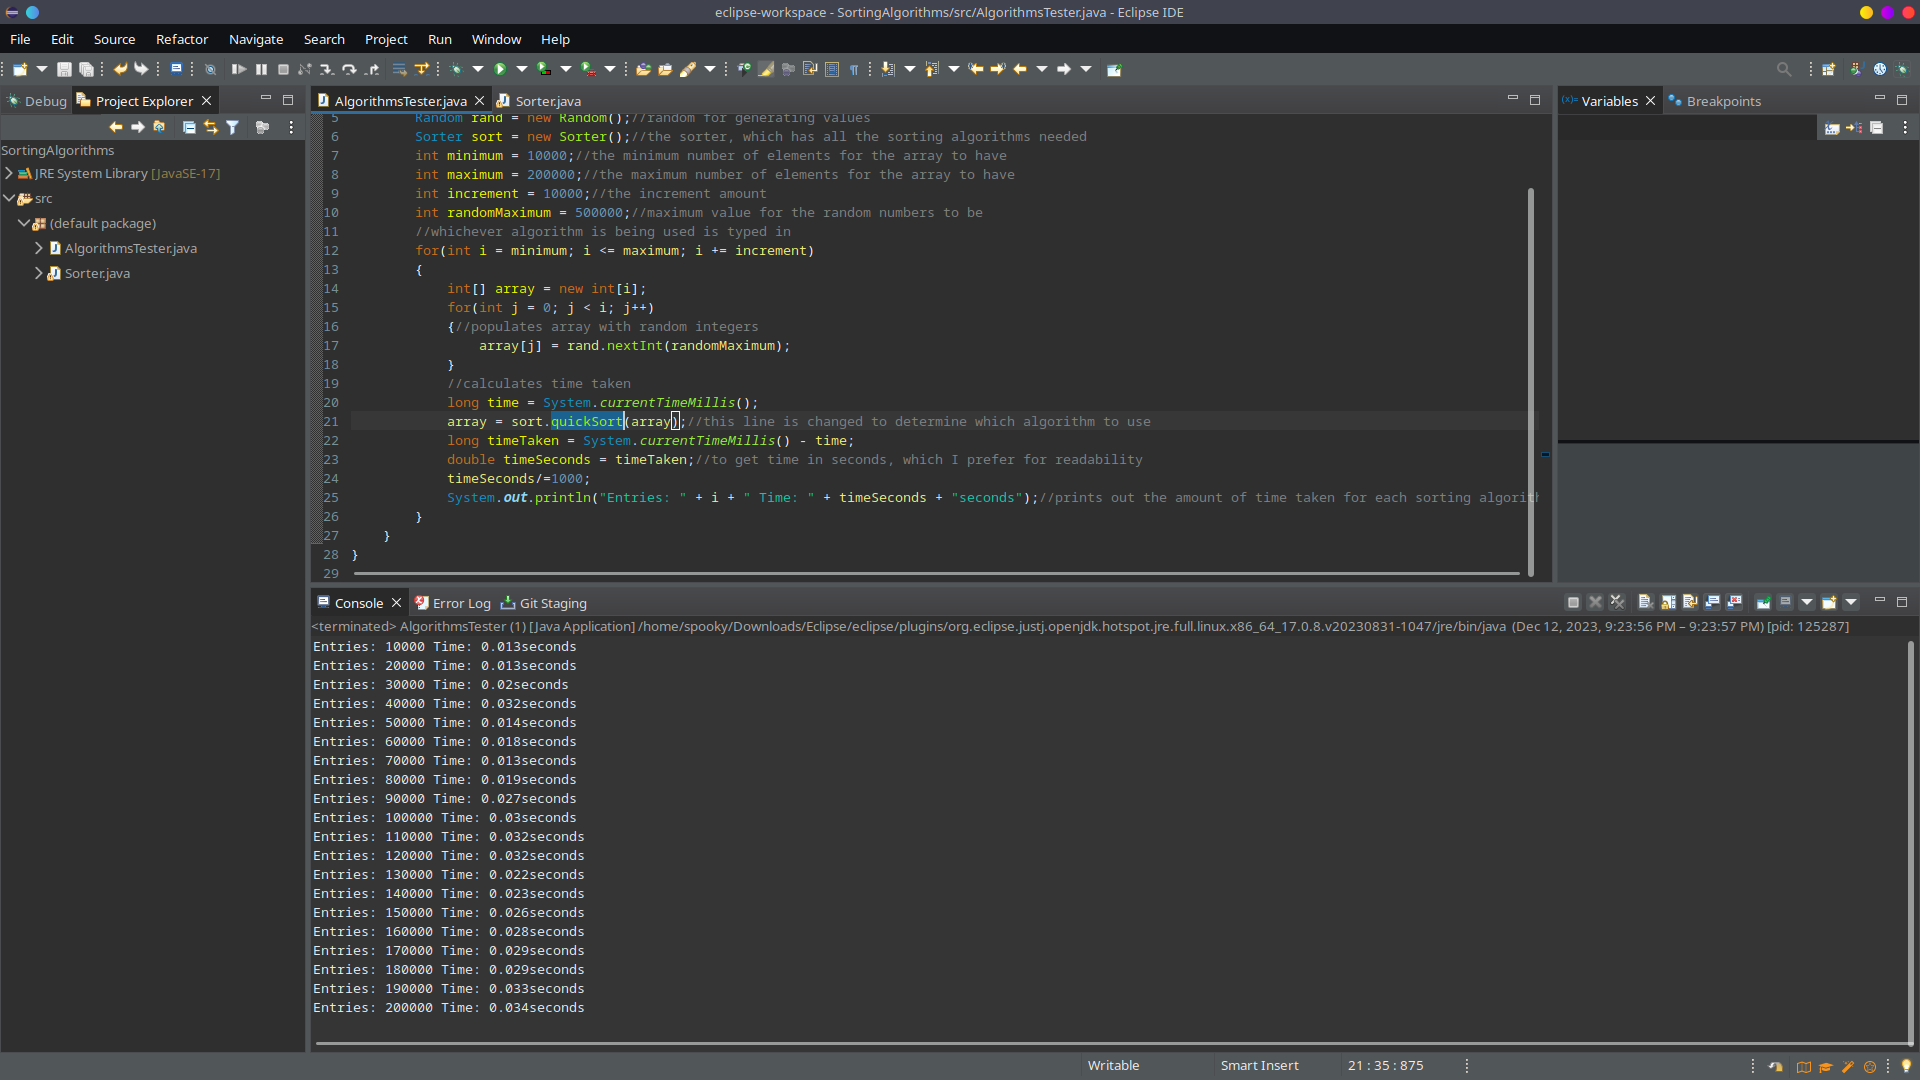 eclipse-workspace - SortingAlgorithms/src/AlgorithmsTester.java - Eclipse IDE
File Edit Source Refactor Navigate Search Project Run Window Help
Debug Project Explorer
AlgorithmsTester.java Sorter.java
(x)= Variables Breakpoints
SortingAlgorithms
JRE System Library [JavaSE-17]
src
(default package)
AlgorithmsTester.java
Sorter.java
5 Random rand = new Random();//random for generating values
6 Sorter sort = new Sorter();//the sorter, which has all the sorting algorithms needed
7 int minimum = 10000;//the minimum number of elements for the array to have
8 int maximum = 200000;//the maximum number of elements for the array to have
9 int increment = 10000;//the increment amount
10 int randomMaximum = 500000;//maximum value for the random numbers to be
11 //whichever algorithm is being used is typed in
12 for(int i = minimum; i <= maximum; i += increment)
13 {
14 int[] array = new int[i];
15 for(int j = 0; j < i; j++)
16 {//populates array with random integers
17 array[j] = rand.nextInt(randomMaximum);
18 }
19 //calculates time taken
20 long time = System.currentTimeMillis();
21 array = sort.quickSort(array);//this line is changed to determine which algorithm to use
22 long timeTaken = System.currentTimeMillis() - time;
23 double timeSeconds = timeTaken;//to get time in seconds, which I prefer for readability
24 timeSeconds/=1000;
25 System.out.println("Entries: " + i + " Time: " + timeSeconds + "seconds");//prints out the amount of time taken for each sorting algorith
26 }
27 }
28 }
29
Console Error Log Git Staging
<terminated> AlgorithmsTester (1) [Java Application] /home/spooky/Downloads/Eclipse/eclipse/plugins/org.eclipse.justj.openjdk.hotspot.jre.full.linux.x86_64_17.0.8.v20230831-1047/jre/bin/java (Dec 12, 2023, 9:23:56 PM – 9:23:57 PM) [pid: 125287]
Entries: 10000 Time: 0.013seconds
Entries: 20000 Time: 0.013seconds
Entries: 30000 Time: 0.02seconds
Entries: 40000 Time: 0.032seconds
Entries: 50000 Time: 0.014seconds
Entries: 60000 Time: 0.018seconds
Entries: 70000 Time: 0.013seconds
Entries: 80000 Time: 0.019seconds
Entries: 90000 Time: 0.027seconds
Entries: 100000 Time: 0.03seconds
Entries: 110000 Time: 0.032seconds
Entries: 120000 Time: 0.032seconds
Entries: 130000 Time: 0.022seconds
Entries: 140000 Time: 0.023seconds
Entries: 150000 Time: 0.026seconds
Entries: 160000 Time: 0.028seconds
Entries: 170000 Time: 0.029seconds
Entries: 180000 Time: 0.029seconds
Entries: 190000 Time: 0.033seconds
Entries: 200000 Time: 0.034seconds
Writable Smart Insert 21 : 35 : 875